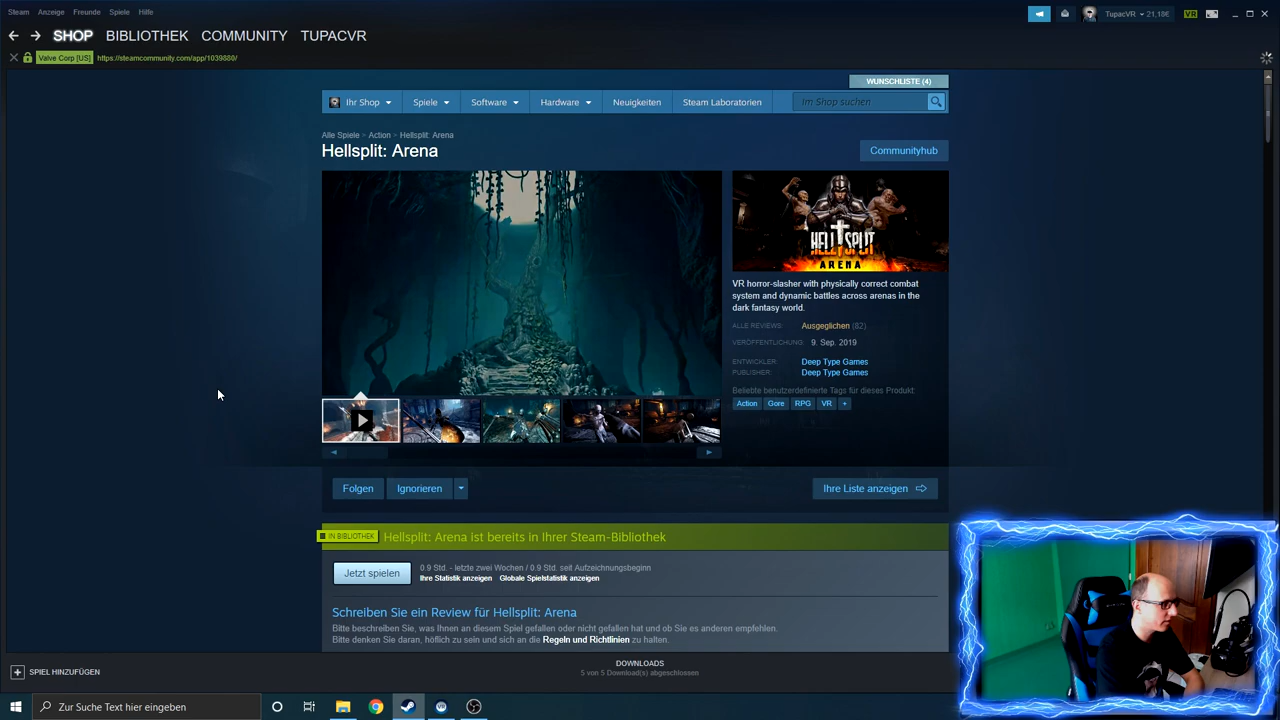 Steam Anzeige Freunde Spiele Hilfe
TupacVR 21,18€ VR
SHOP BIBLIOTHEK COMMUNITY TUPACVR
Valve Corp [US] https://steamcommunity.com/app/1039880/
WUNSCHLISTE (4)
Ihr Shop Spiele Software Hardware Neuigkeiten Steam Laboratorien Im Shop suchen
Alle Spiele > Action > Hellsplit: Arena
Hellsplit: Arena
Communityhub
HELLSPLIT
ARENA
VR horror-slasher with physically correct combat
system and dynamic battles across arenas in the
dark fantasy world.
ALLE REVIEWS: Ausgeglichen (82)
VERÖFFENTLICHUNG: 9. Sep. 2019
ENTWICKLER: Deep Type Games
PUBLISHER: Deep Type Games
Beliebte benutzerdefinierte Tags für dieses Produkt:
Action Gore RPG VR +
Folgen Ignorieren Ihre Liste anzeigen
IN BIBLIOTHEK Hellsplit: Arena ist bereits in Ihrer Steam-Bibliothek
Jetzt spielen
0.9 Std. - letzte zwei Wochen / 0.9 Std. seit Aufzeichnungsbeginn
Ihre Statistik anzeigen Globale Spielstatistik anzeigen
Schreiben Sie ein Review für Hellsplit: Arena
Bitte beschreiben Sie, was Ihnen an diesem Spiel gefallen oder nicht gefallen hat und ob Sie es anderen empfehlen.
Bitte denken Sie daran, höflich zu sein und sich an die Regeln und Richtlinien zu halten.
SPIEL HINZUFÜGEN
DOWNLOADS
5 von 5 Download(s) abgeschlossen
Zur Suche Text hier eingeben